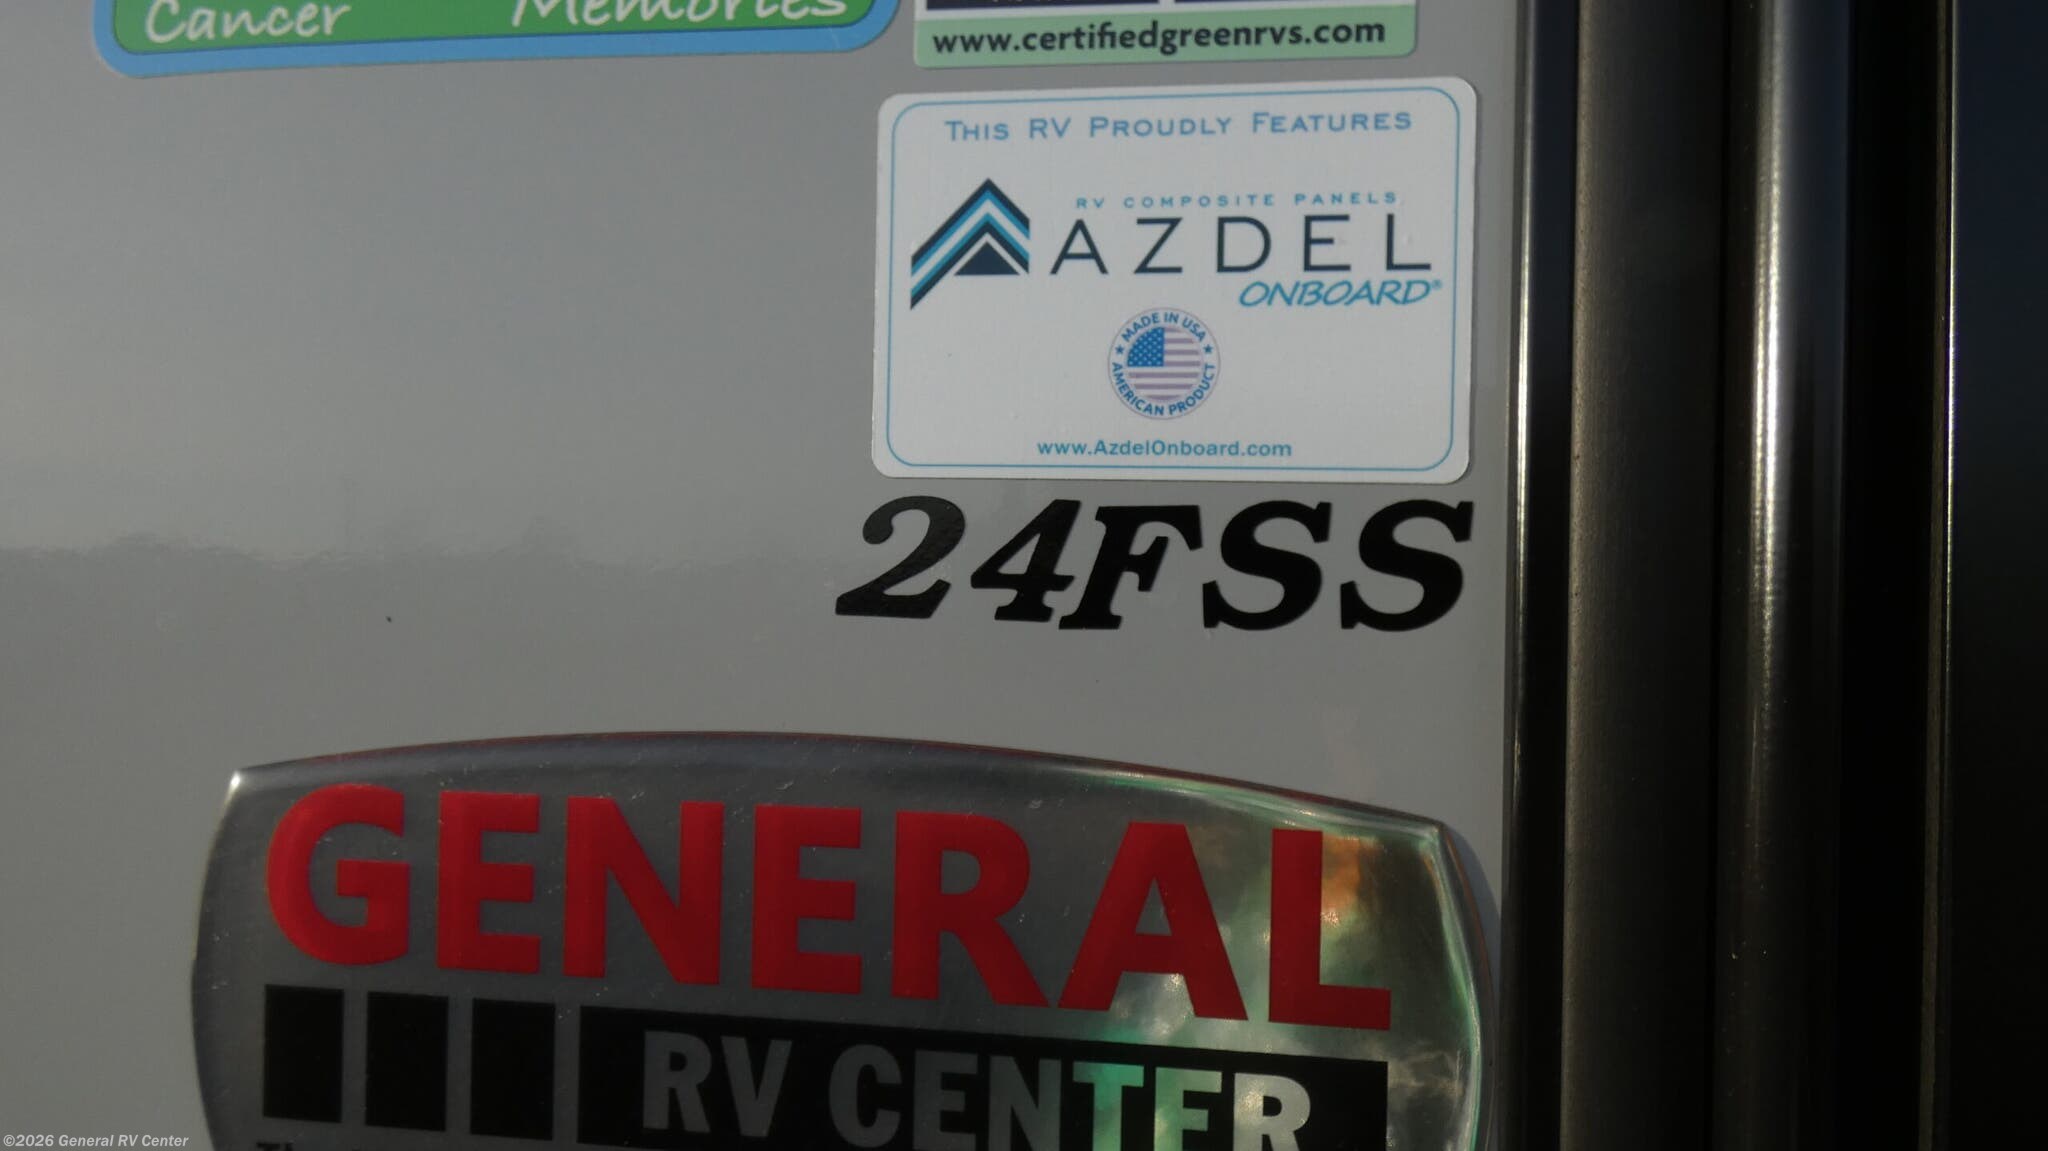 Cancer
Memories
www.certifiedgreenrvs.com
THIS RV PROUDLY FEATURES
RV COMPOSITE PANELS
AZDEL
ONBOARD®
MADE IN USA
AMERICAN PRODUCT
www.AzdelOnboard.com
24FSS
GENERAL
RV CENTER
©2026 General RV Center